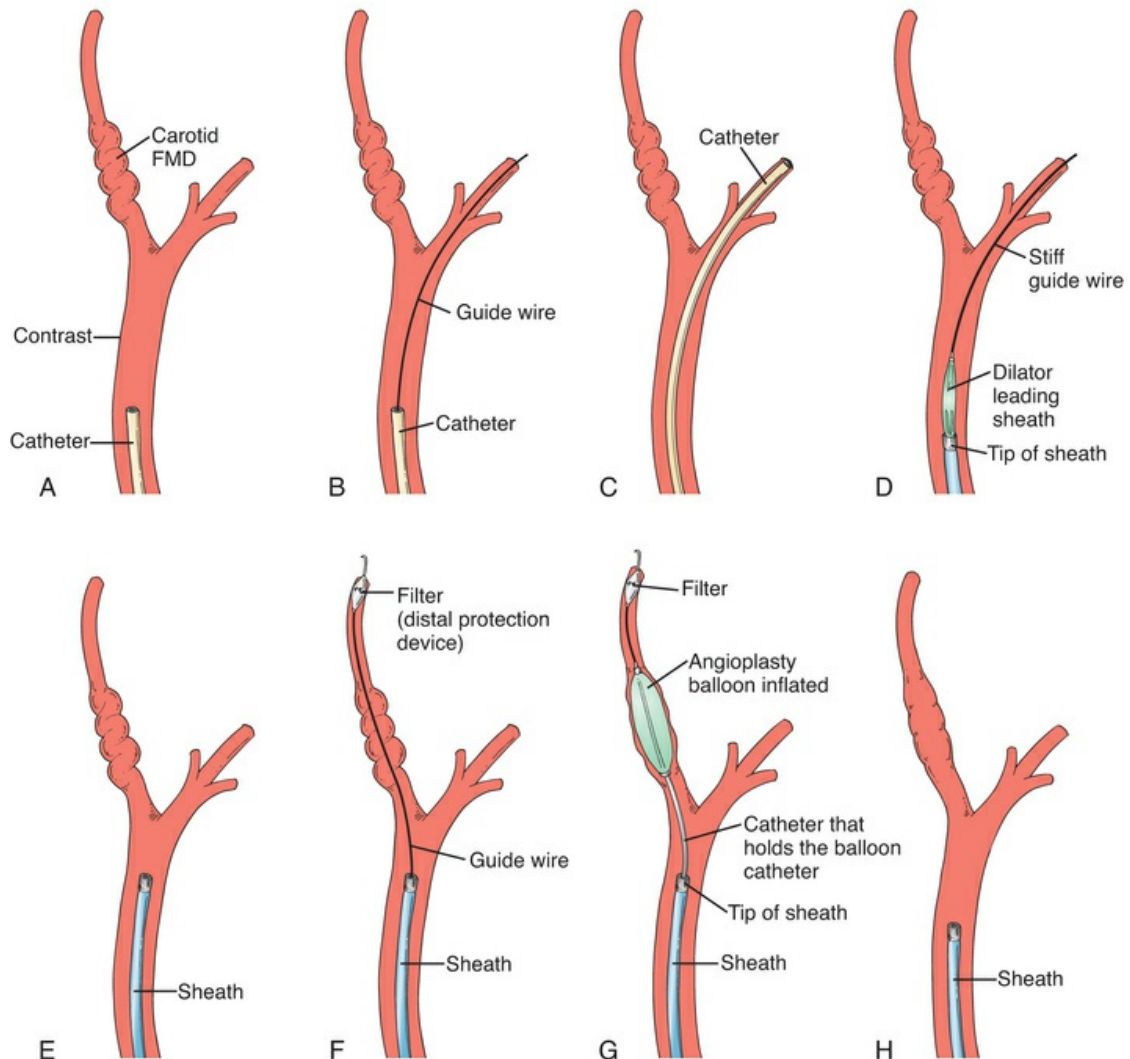 Carotid
FMD
Contrast
Catheter
A
Guide wire
Catheter
B
Catheter
C
Stiff
guide wire
Dilator
leading
sheath
Tip of sheath
D
Sheath
E
Filter
(distal protection
device)
Guide wire
Sheath
F
Filter
Angioplasty
balloon inflated
Catheter that
holds the balloon
catheter
Tip of sheath
Sheath
G
Sheath
H